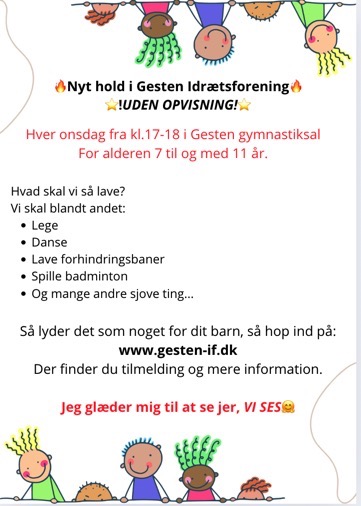 🔥Nyt hold i Gesten Idrætsforening🔥
⭐!UDEN OPVISNING!⭐
Hver onsdag fra kl.17-18 i Gesten gymnastiksal
For alderen 7 til og med 11 år.
Hvad skal vi så lave?
Vi skal blandt andet:
• Lege
• Danse
• Lave forhindringsbaner
• Spille badminton
• Og mange andre sjove ting...
Så lyder det som noget for dit barn, så hop ind på:
www.gesten-if.dk
Der finder du tilmelding og mere information.
Jeg glæder mig til at se jer, VI SES🤗